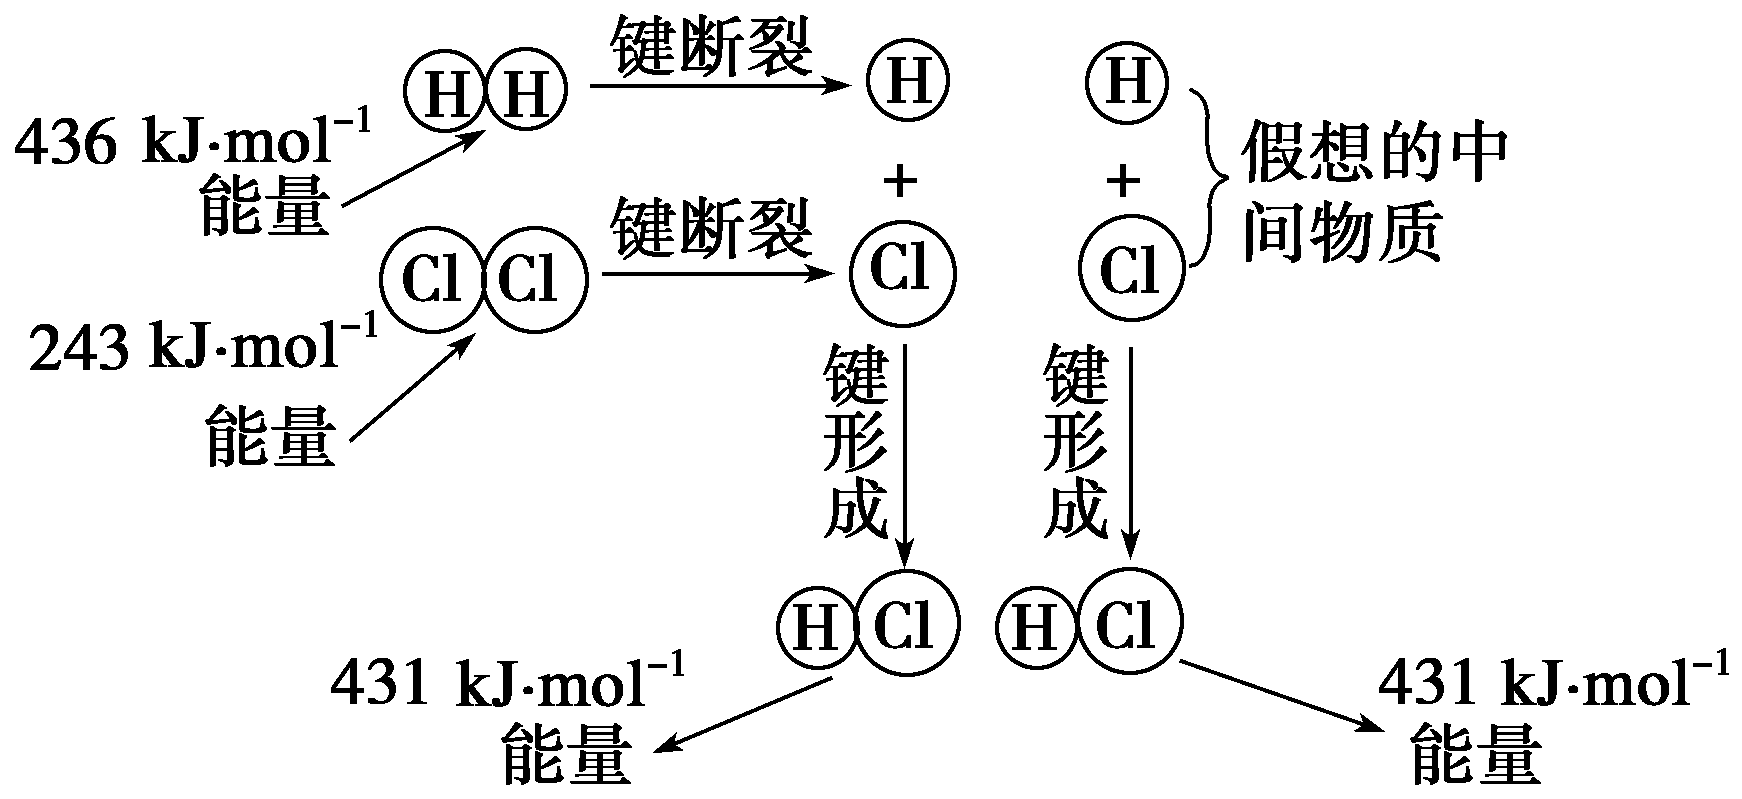 H H 键断裂 H H
436 kJ·mol⁻¹
能量
+ +
假想的中
间物质
Cl Cl 键断裂 Cl Cl
243 kJ·mol⁻¹
能量
键形成 键形成
H Cl H Cl
431 kJ·mol⁻¹
能量
431 kJ·mol⁻¹
能量